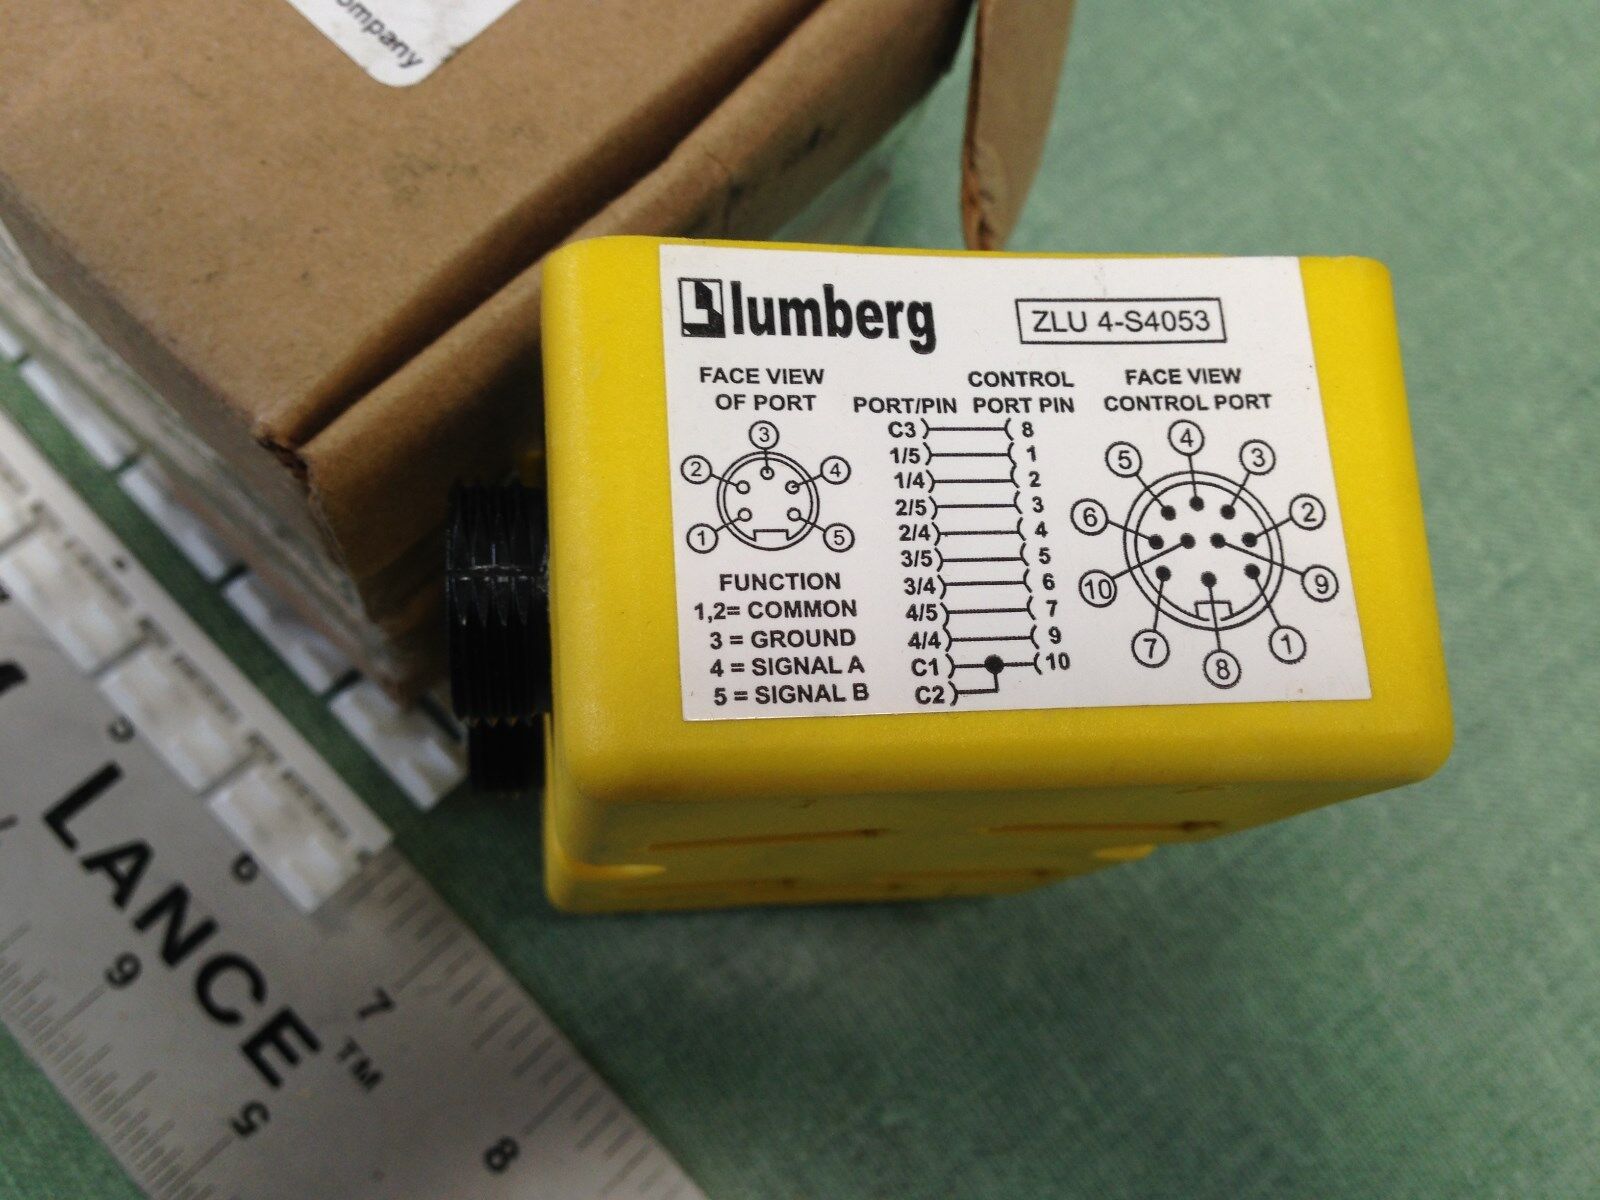 ompany
lumberg
ZLU 4-S4053
FACE VIEW
OF PORT
3
2
4
1
5
FUNCTION
1,2= COMMON
3 = GROUND
4 = SIGNAL A
5 = SIGNAL B
CONTROL
PORT/PIN PORT PIN
C3 8
1/5 1
1/4 2
2/5 3
2/4 4
3/5 5
3/4 6
4/5 7
4/4 9
C1 10
C2
FACE VIEW
CONTROL PORT
4
5
3
6
2
10
9
7
8
1
LANCE™
5
6
7
8
6
5